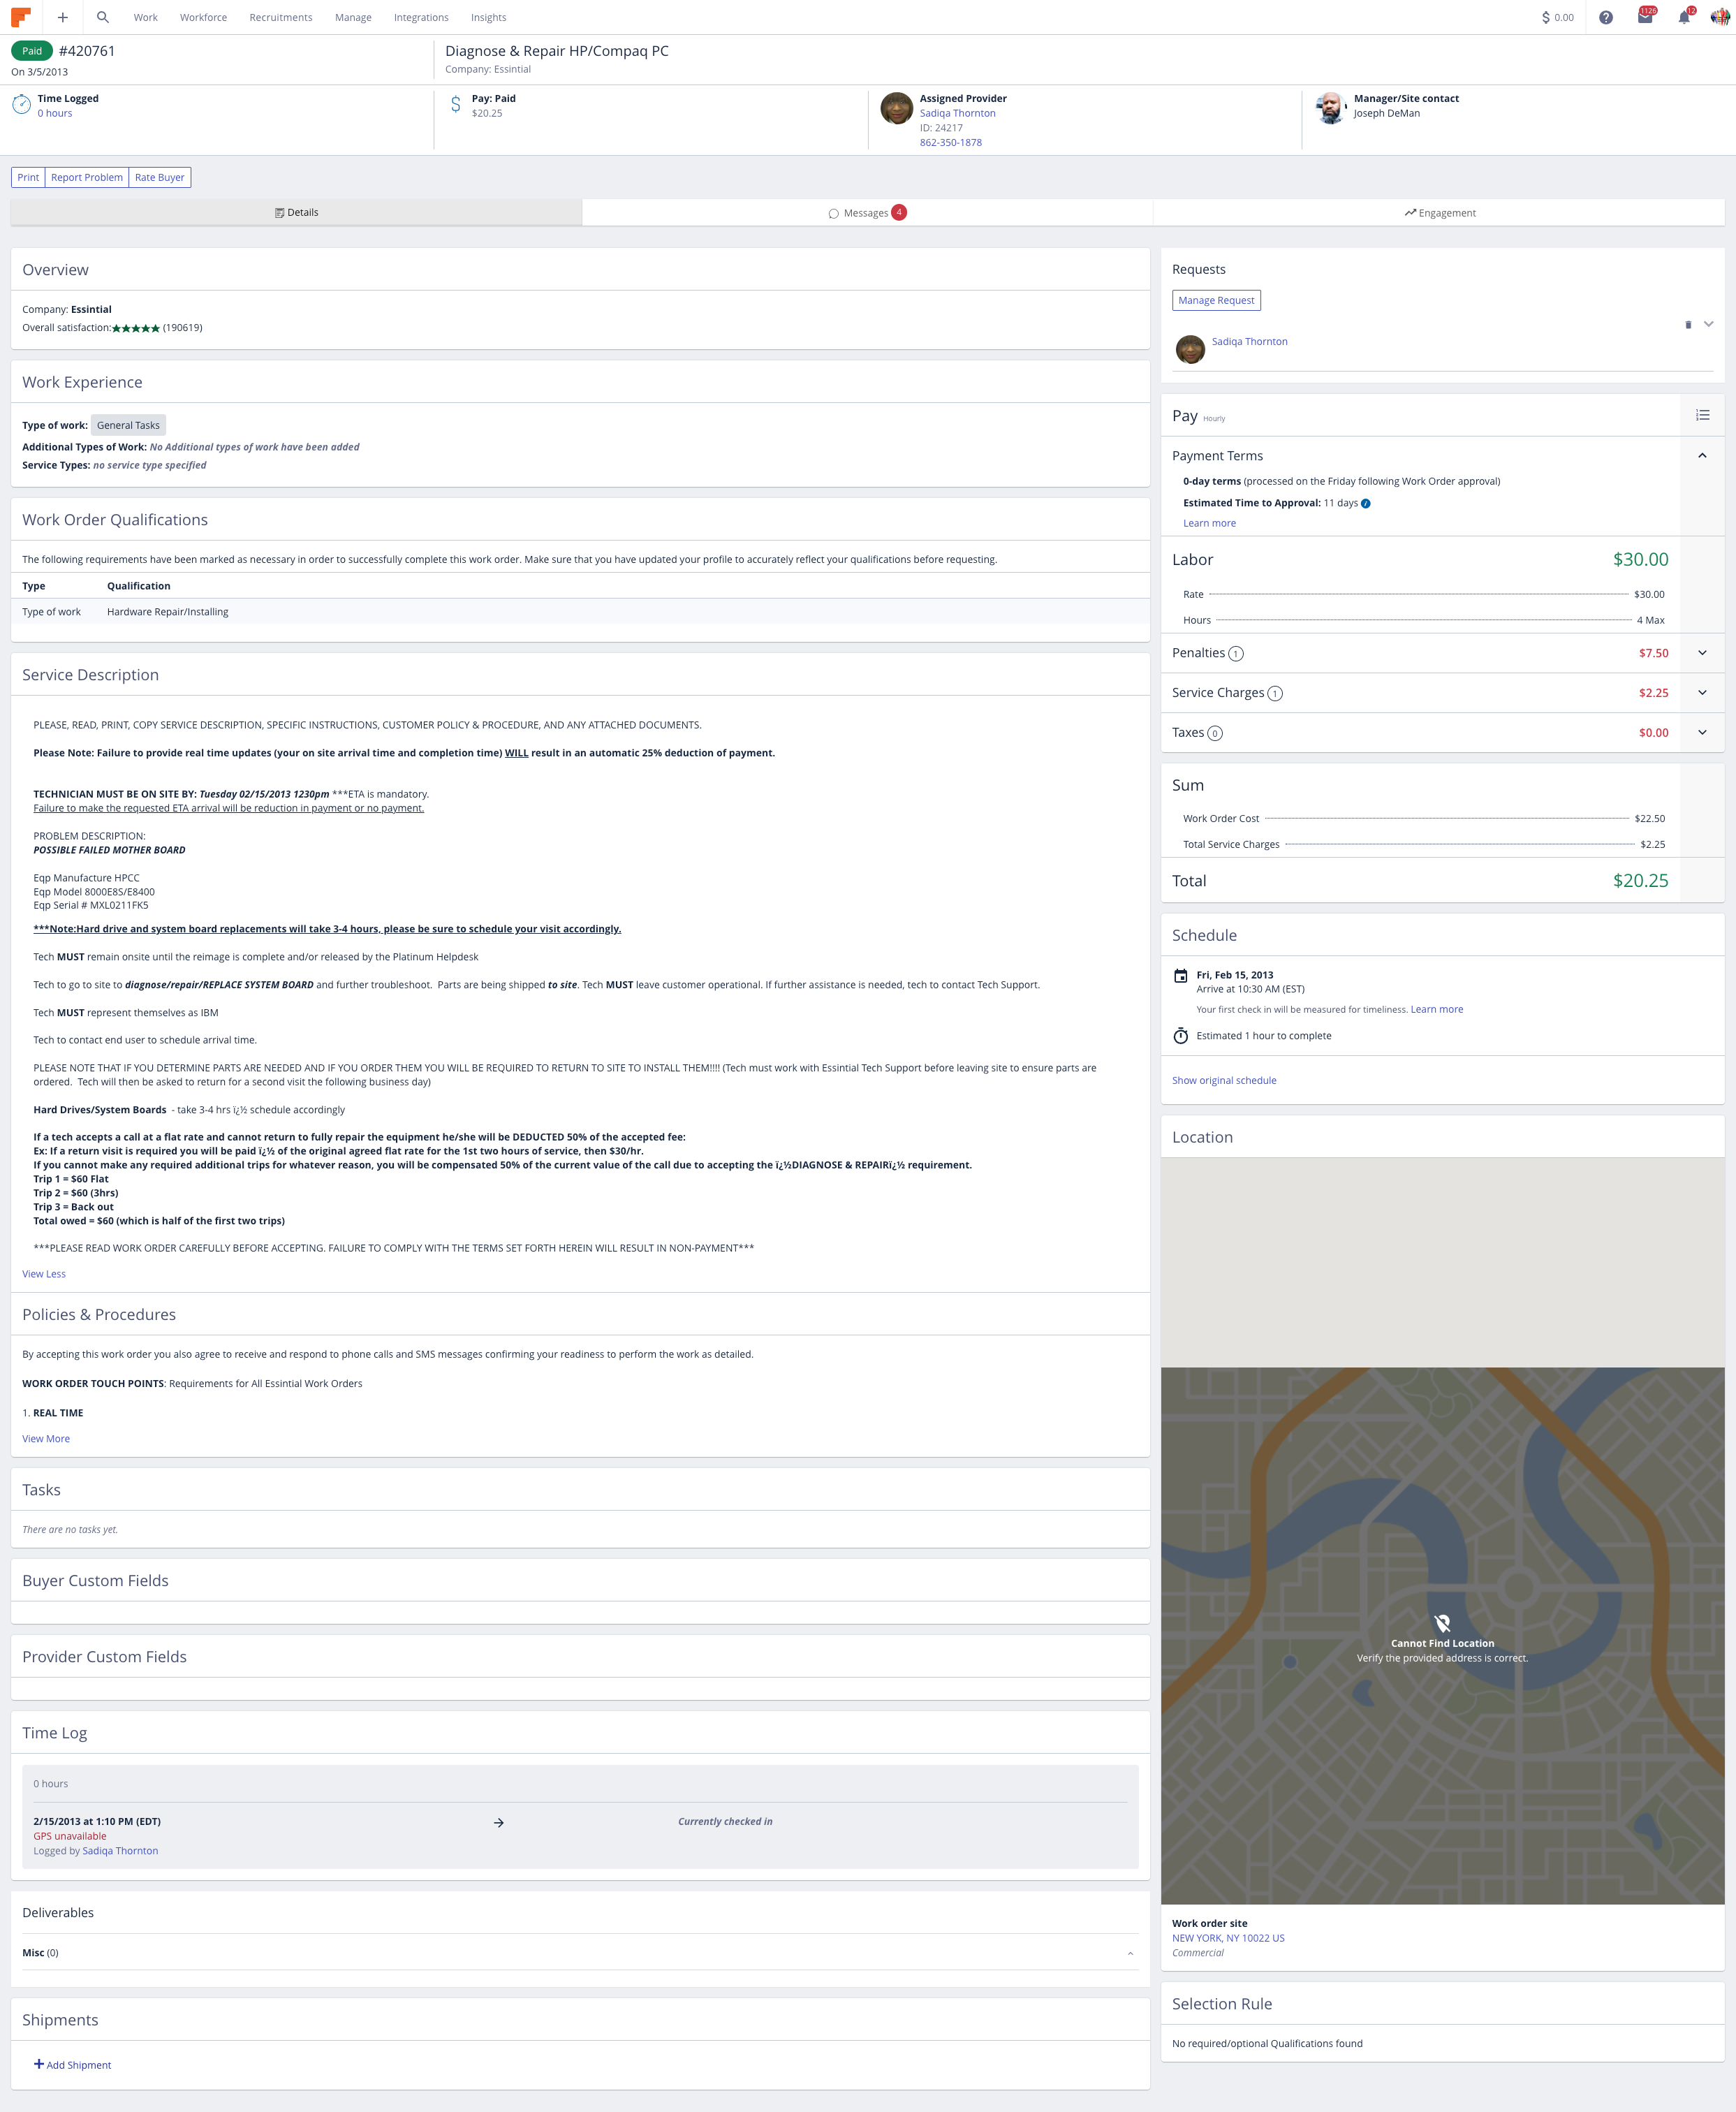 Work Workforce Recruitments Manage Integrations Insights $ 0.00 1126 12
Paid #420761
On 3/5/2013
Diagnose & Repair HP/Compaq PC
Company: Essintial
Time Logged
0 hours
Pay: Paid
$20.25
Assigned Provider
Sadiqa Thornton
ID: 24217
862-350-1878
Manager/Site contact
Joseph DeMan
Print Report Problem Rate Buyer
Details Messages 4 Engagement
Overview
Company: Essintial
Overall satisfaction:★★★★★ (190619)
Work Experience
Type of work: General Tasks
Additional Types of Work: No Additional types of work have been added
Service Types: no service type specified
Work Order Qualifications
The following requirements have been marked as necessary in order to successfully complete this work order. Make sure that you have updated your profile to accurately reflect your qualifications before requesting.
Type Qualification
Type of work Hardware Repair/Installing
Service Description
PLEASE, READ, PRINT, COPY SERVICE DESCRIPTION, SPECIFIC INSTRUCTIONS, CUSTOMER POLICY & PROCEDURE, AND ANY ATTACHED DOCUMENTS.
Please Note: Failure to provide real time updates (your on site arrival time and completion time) WILL result in an automatic 25% deduction of payment.
TECHNICIAN MUST BE ON SITE BY: Tuesday 02/15/2013 1230pm ***ETA is mandatory.
Failure to make the requested ETA arrival will be reduction in payment or no payment.
PROBLEM DESCRIPTION:
POSSIBLE FAILED MOTHER BOARD
Eqp Manufacture HPCC
Eqp Model 8000E8S/E8400
Eqp Serial # MXL0211FK5
***Note:Hard drive and system board replacements will take 3-4 hours, please be sure to schedule your visit accordingly.
Tech MUST remain onsite until the reimage is complete and/or released by the Platinum Helpdesk
Tech to go to site to diagnose/repair/REPLACE SYSTEM BOARD and further troubleshoot. Parts are being shipped to site. Tech MUST leave customer operational. If further assistance is needed, tech to contact Tech Support.
Tech MUST represent themselves as IBM
Tech to contact end user to schedule arrival time.
PLEASE NOTE THAT IF YOU DETERMINE PARTS ARE NEEDED AND IF YOU ORDER THEM YOU WILL BE REQUIRED TO RETURN TO SITE TO INSTALL THEM!!!! (Tech must work with Essintial Tech Support before leaving site to ensure parts are
ordered. Tech will then be asked to return for a second visit the following business day)
Hard Drives/System Boards - take 3-4 hrs ï¿½ schedule accordingly
If a tech accepts a call at a flat rate and cannot return to fully repair the equipment he/she will be DEDUCTED 50% of the accepted fee:
Ex: If a return visit is required you will be paid ï¿½ of the original agreed flat rate for the 1st two hours of service, then $30/hr.
If you cannot make any required additional trips for whatever reason, you will be compensated 50% of the current value of the call due to accepting the ï¿½DIAGNOSE & REPAIRï¿½ requirement.
Trip 1 = $60 Flat
Trip 2 = $60 (3hrs)
Trip 3 = Back out
Total owed = $60 (which is half of the first two trips)
***PLEASE READ WORK ORDER CAREFULLY BEFORE ACCEPTING. FAILURE TO COMPLY WITH THE TERMS SET FORTH HEREIN WILL RESULT IN NON-PAYMENT***
View Less
Policies & Procedures
By accepting this work order you also agree to receive and respond to phone calls and SMS messages confirming your readiness to perform the work as detailed.
WORK ORDER TOUCH POINTS: Requirements for All Essintial Work Orders
1. REAL TIME
View More
Tasks
There are no tasks yet.
Buyer Custom Fields
Provider Custom Fields
Time Log
0 hours
2/15/2013 at 1:10 PM (EDT) → Currently checked in
GPS unavailable
Logged by Sadiqa Thornton
Deliverables
Misc (0)
Shipments
+ Add Shipment
Requests
Manage Request
Sadiqa Thornton
Pay Hourly
Payment Terms
0-day terms (processed on the Friday following Work Order approval)
Estimated Time to Approval: 11 days
Learn more
Labor $30.00
Rate $30.00
Hours 4 Max
Penalties 1 $7.50
Service Charges 1 $2.25
Taxes 0 $0.00
Sum
Work Order Cost $22.50
Total Service Charges $2.25
Total $20.25
Schedule
Fri, Feb 15, 2013
Arrive at 10:30 AM (EST)
Your first check in will be measured for timeliness. Learn more
Estimated 1 hour to complete
Show original schedule
Location
Cannot Find Location
Verify the provided address is correct.
Work order site
NEW YORK, NY 10022 US
Commercial
Selection Rule
No required/optional Qualifications found